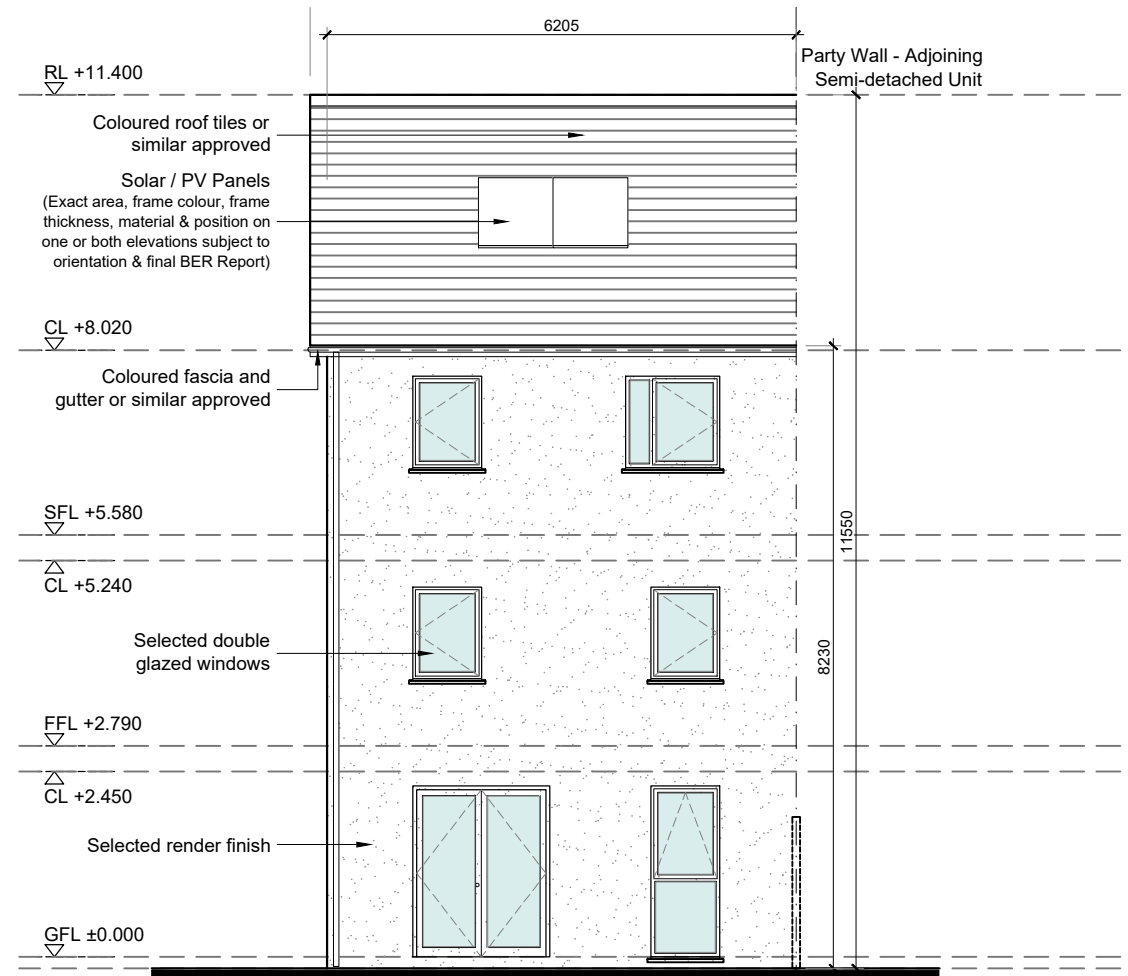 6205
Party Wall - Adjoining
Semi-detached Unit
RL +11.400
Coloured roof tiles or
similar approved
Solar / PV Panels
(Exact area, frame colour, frame
thickness, material & position on
one or both elevations subject to
orientation & final BER Report)
CL +8.020
Coloured fascia and
gutter or similar approved
SFL +5.580
11550
CL +5.240
Selected double
glazed windows
8230
FFL +2.790
CL +2.450
Selected render finish
GFL ±0.000